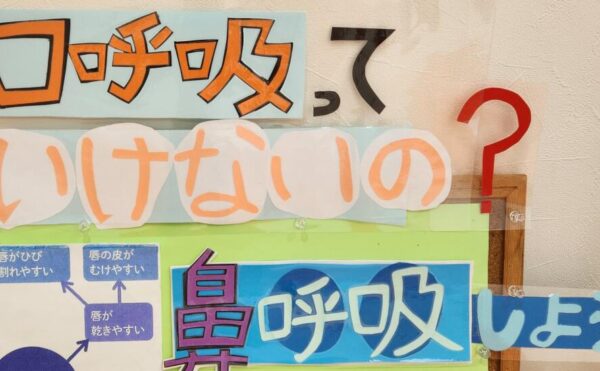 口呼吸って
いけないの？
唇がひび
割れやすい
唇の皮が
むけやすい
唇が
乾きやすい
鼻呼吸しよう